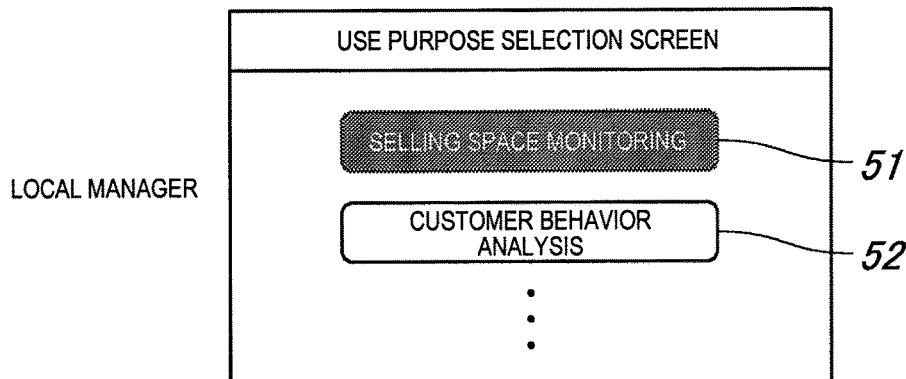 USE PURPOSE SELECTION SCREEN
SELLING SPACE MONITORING
51
LOCAL MANAGER
CUSTOMER BEHAVIOR
ANALYSIS
52